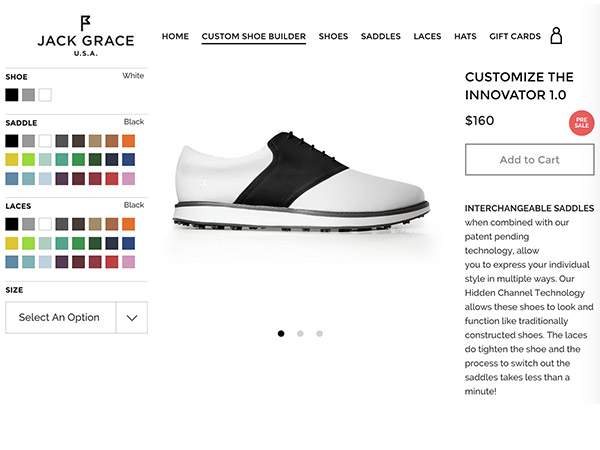 JACK GRACE
U.S.A.
HOME CUSTOM SHOE BUILDER SHOES SADDLES LACES HATS GIFT CARDS
SHOE White
SADDLE Black
LACES Black
SIZE
Select An Option
CUSTOMIZE THE
INNOVATOR 1.0
$160
PRE
SALE
Add to Cart
INTERCHANGEABLE SADDLES
when combined with our
patent pending
technology, allow
you to express your individual
style in multiple ways. Our
Hidden Channel Technology
allows these shoes to look and
function like traditionally
constructed shoes. The laces
do tighten the shoe and the
process to switch out the
saddles takes less than a
minute!